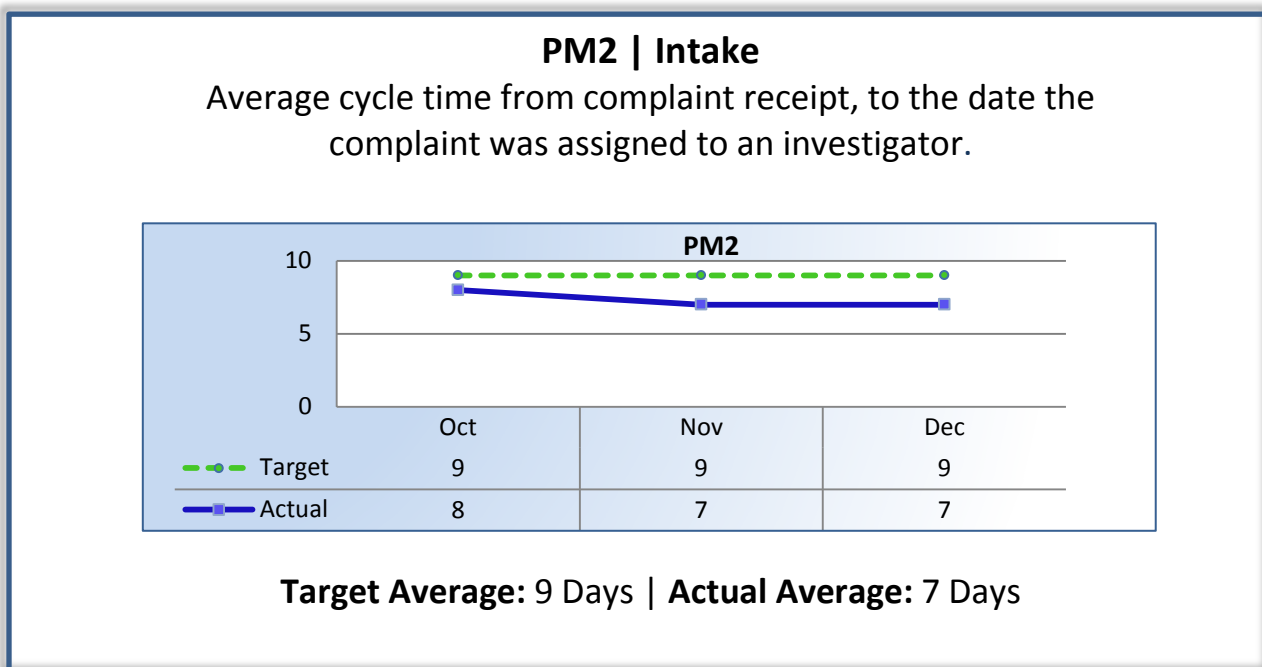 PM2 | Intake
Average cycle time from complaint receipt, to the date the
complaint was assigned to an investigator.
PM2
10
5
0
Oct Nov Dec
Target 9 9 9
Actual 8 7 7
Target Average: 9 Days | Actual Average: 7 Days